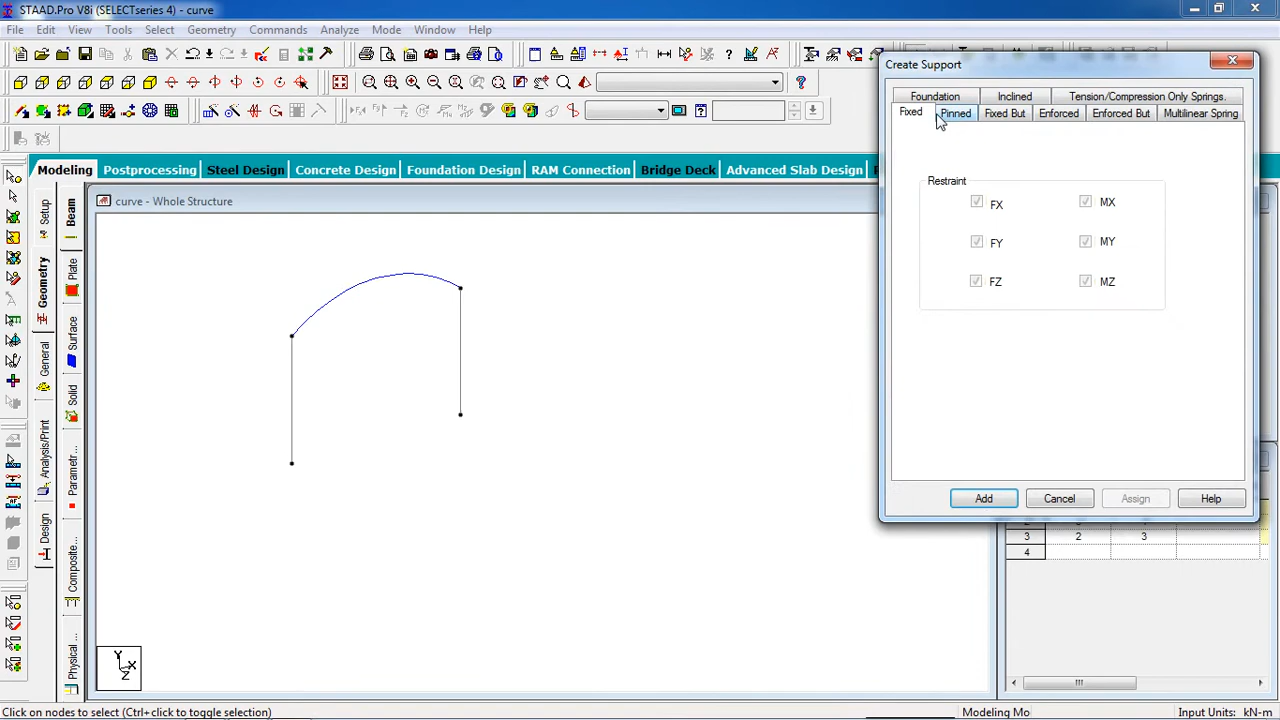 STAAD.Pro V8i (SELECTseries 4) - curve
File Edit View Tools Select Geometry Commands Analyze Mode Window Help
Modeling Postprocessing Steel Design Concrete Design Foundation Design RAM Connection Bridge Deck Advanced Slab Design
Setup
Geometry
General
Analysis/Print
Design
Beam
Plate
Surface
Solid
Parametr...
Composite...
Physical ...
curve - Whole Structure
Y
X
Z
Create Support
Foundation Inclined Tension/Compression Only Springs.
Fixed Pinned Fixed But Enforced Enforced But Multilinear Spring
Restraint
FX MX
FY MY
FZ MZ
Add Cancel Assign Help
3 2 3
4
Click on nodes to select (Ctrl+click to toggle selection)
Modeling Mo
Input Units: kN-m